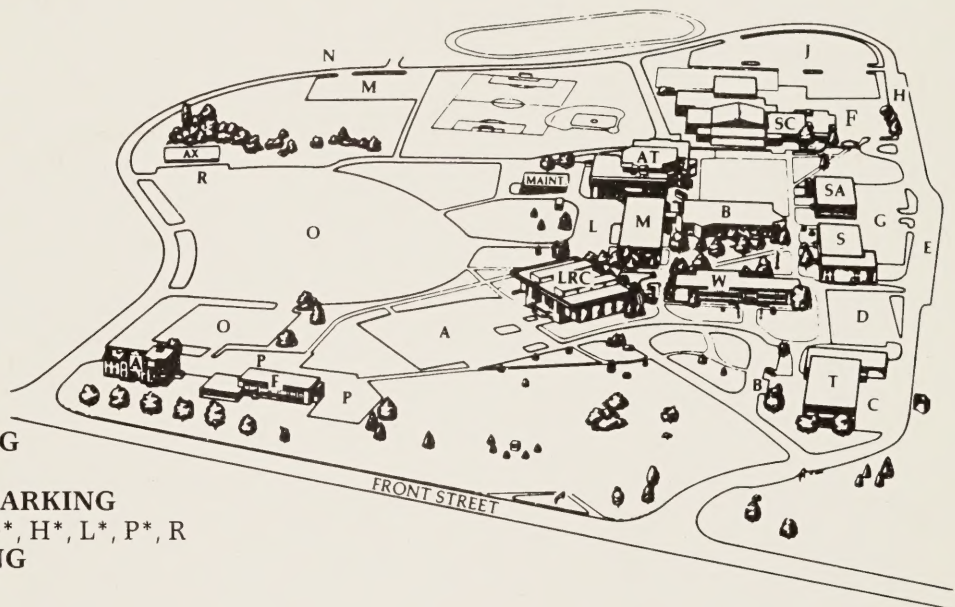 J
N
M
H
SC
F
AX
AT
MAINT
R
SA
B
L
M
G
O
S
E
LRC
W
D
O
A
P
A
F
P
B
T
C
G
FRONT STREET
ARKING
*, H*, L*, P*, R
NG